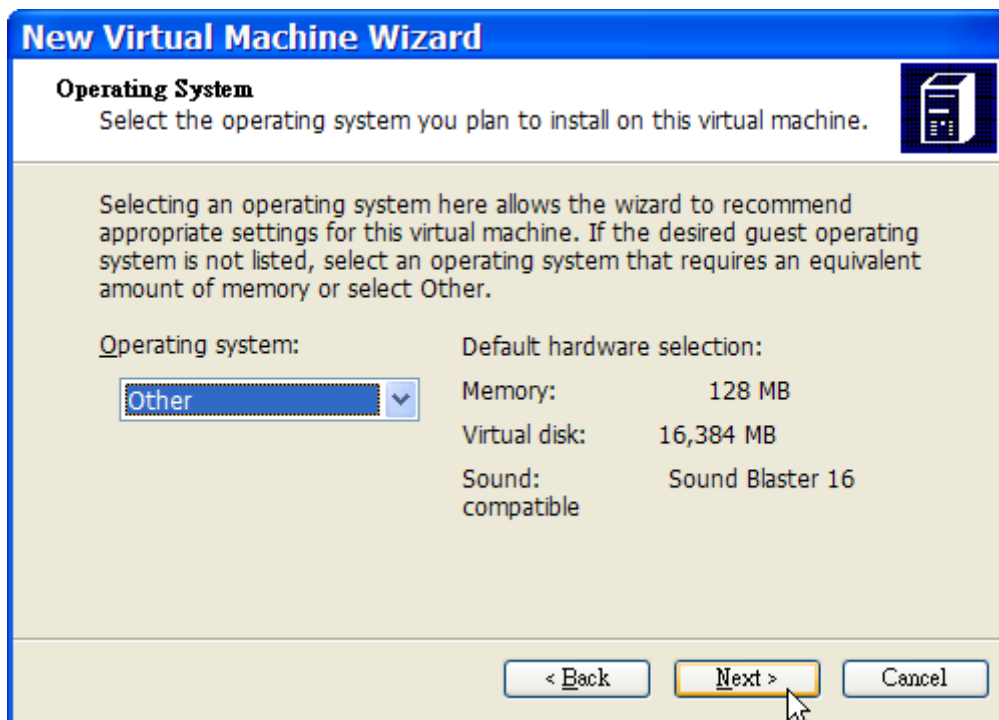 New Virtual Machine Wizard
Operating System
Select the operating system you plan to install on this virtual machine.
Selecting an operating system here allows the wizard to recommend
appropriate settings for this virtual machine. If the desired guest operating
system is not listed, select an operating system that requires an equivalent
amount of memory or select Other.
Operating system:
Other
Default hardware selection:
Memory: 128 MB
Virtual disk: 16,384 MB
Sound: Sound Blaster 16
compatible
< Back Next > Cancel